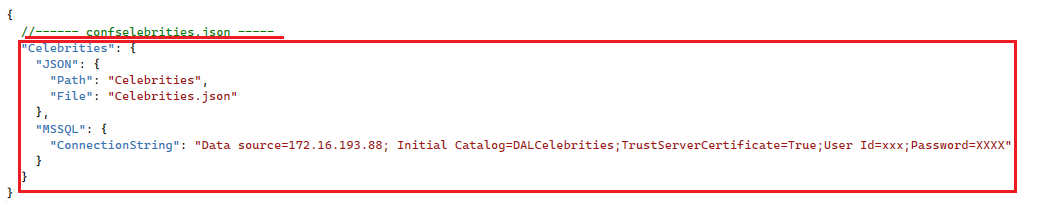 {
//------ confselebrities.json -----
"Celebrities": {
"JSON": {
"Path": "Celebrities",
"File": "Celebrities.json"
},
"MSSQL": {
"ConnectionString": "Data source=172.16.193.88; Initial Catalog=DALCelebrities;TrustServerCertificate=True;User Id=xxx;Password=XXXX"
}
}
}